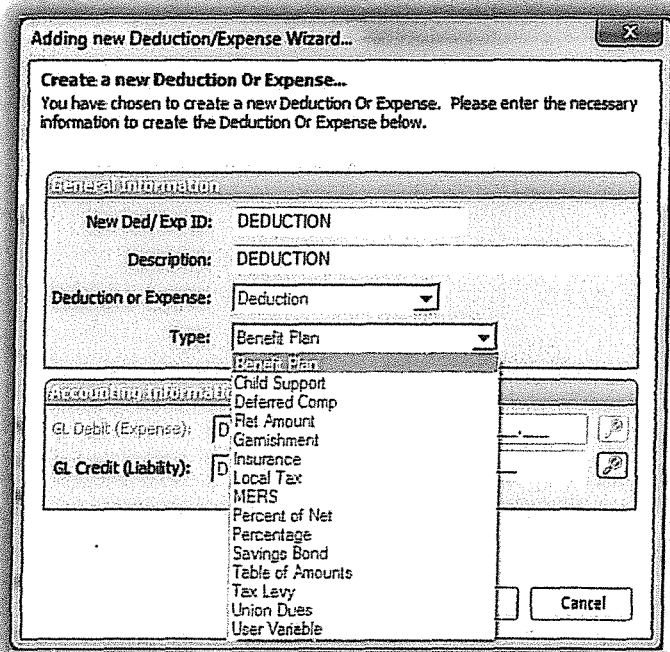 Adding new Deduction/Expense Wizard...
Create a new Deduction Or Expense...
You have chosen to create a new Deduction Or Expense. Please enter the necessary
information to create the Deduction Or Expense below.
General Information
New Ded/ Exp ID: DEDUCTION
Description: DEDUCTION
Deduction or Expense: Deduction
Type: Benefit Plan
Benefit Plan
Child Support
Deferred Comp
Accounting Informati
Flat Amount
GL Debit (Expense): D
Garnishment
Insurance
GL Credit (Liability): D
Local Tax
MERS
Percent of Net
Percentage
Savings Bond
Table of Amounts
Tax Levy
Union Dues
User Variable
Cancel